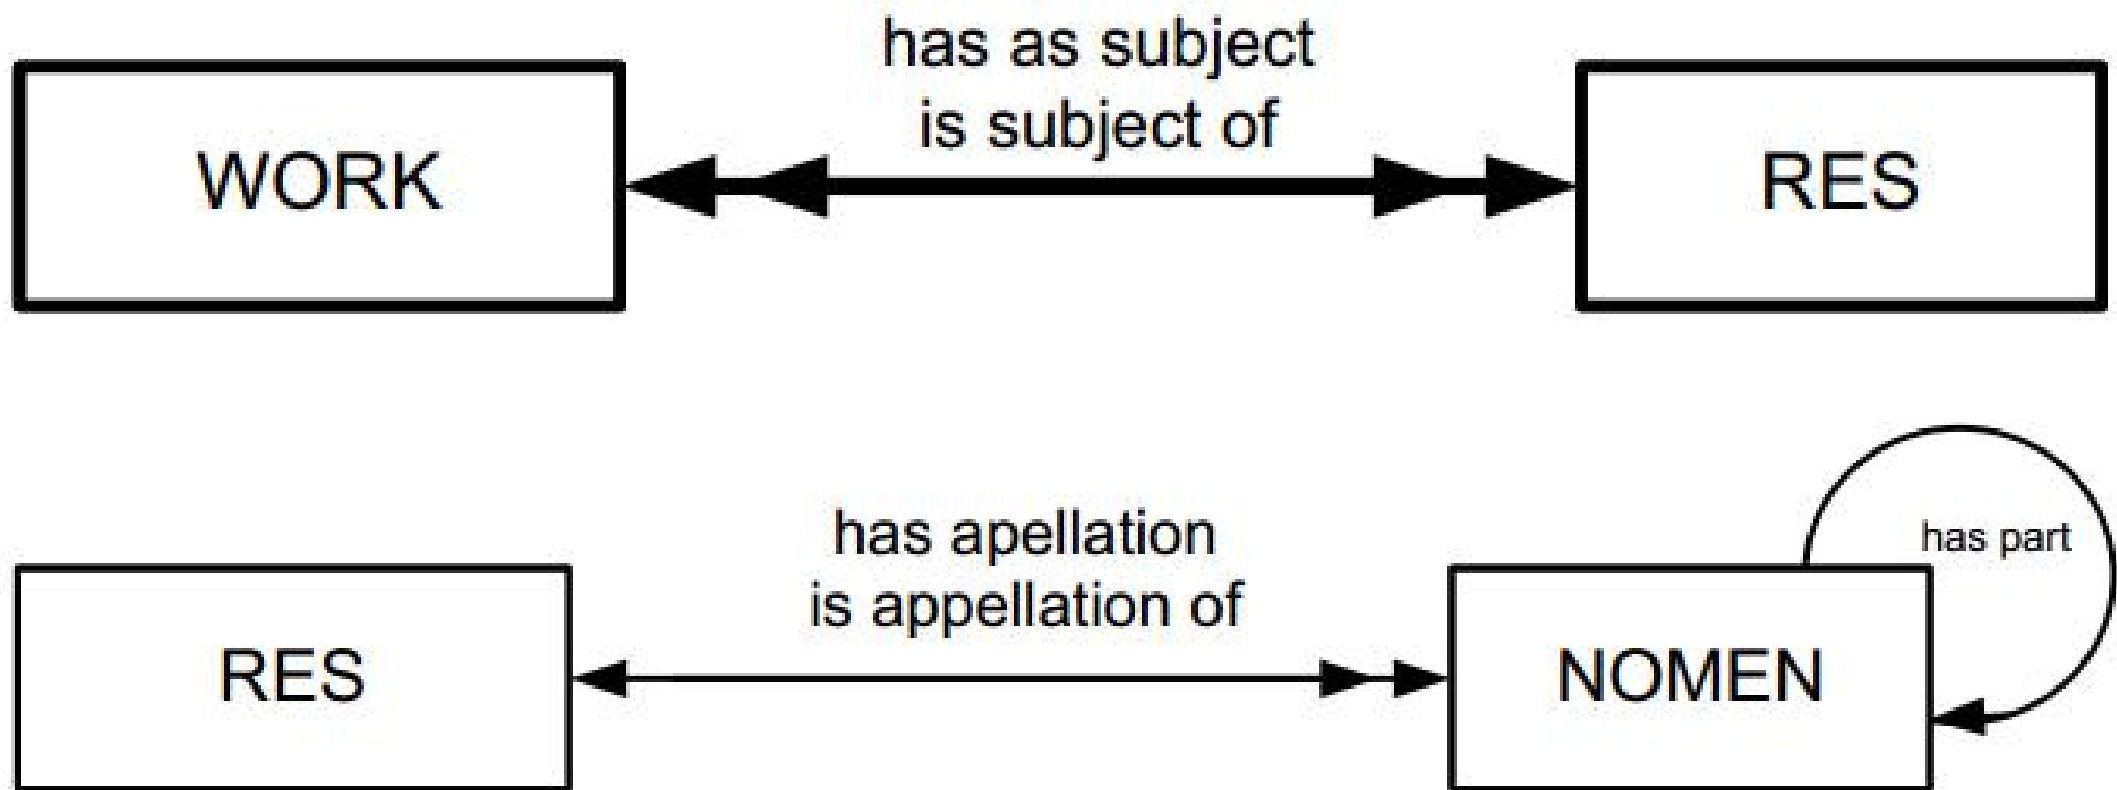 has as subject
is subject of
WORK
RES
has apellation
is appellation of
has part
RES
NOMEN